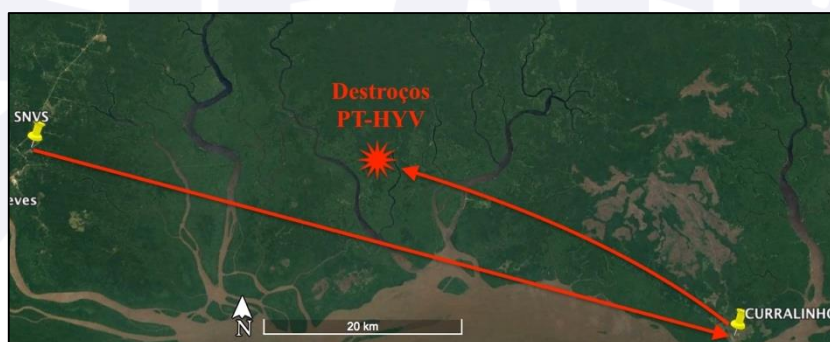 Destroços
PT-HYV
SNVS
eves
CURRALINHO
N
20 km